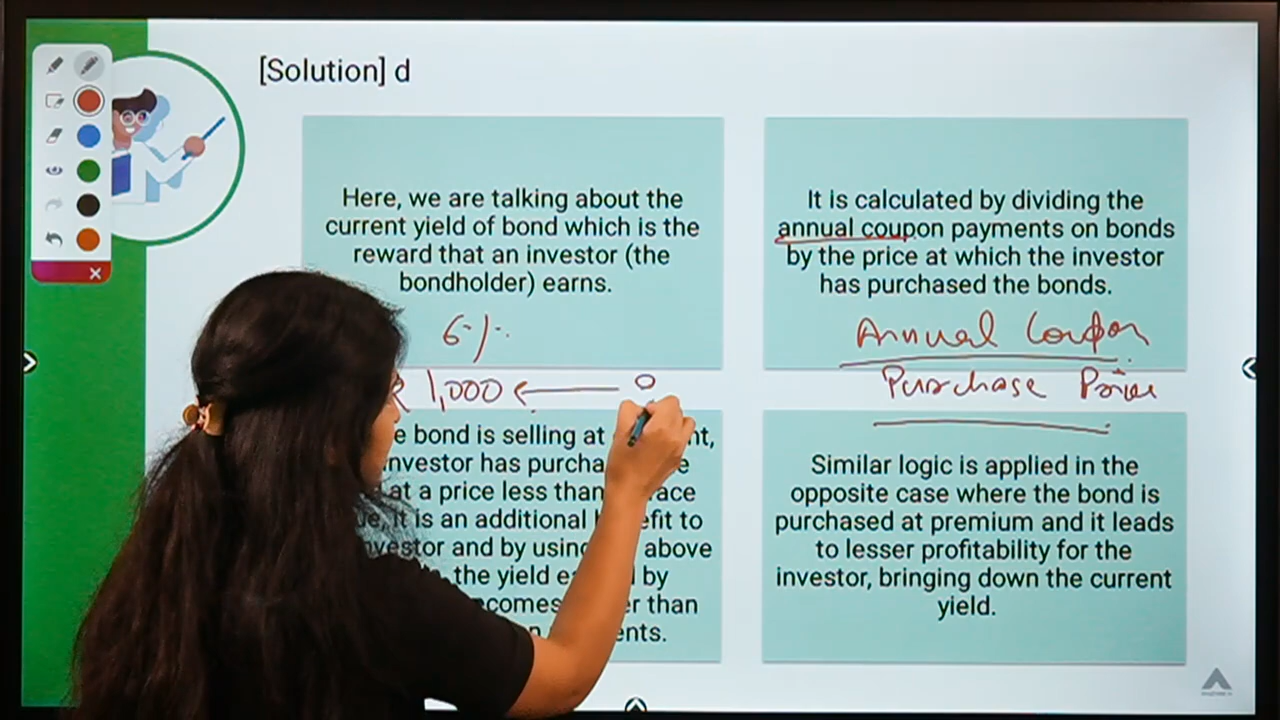 [Solution] d
Here, we are talking about the
current yield of bond which is the
reward that an investor (the
bondholder) earns.
6%
₹ 1,000
It is calculated by dividing the
annual coupon payments on bonds
by the price at which the investor
has purchased the bonds.
Annual Coupon
Purchase Price
bond is selling at
investor has
at a price less than
it is an additional to
and by using above
the yield by
than
Similar logic is applied in the
opposite case where the bond is
purchased at premium and it leads
to lesser profitability for the
investor, bringing down the current
yield.